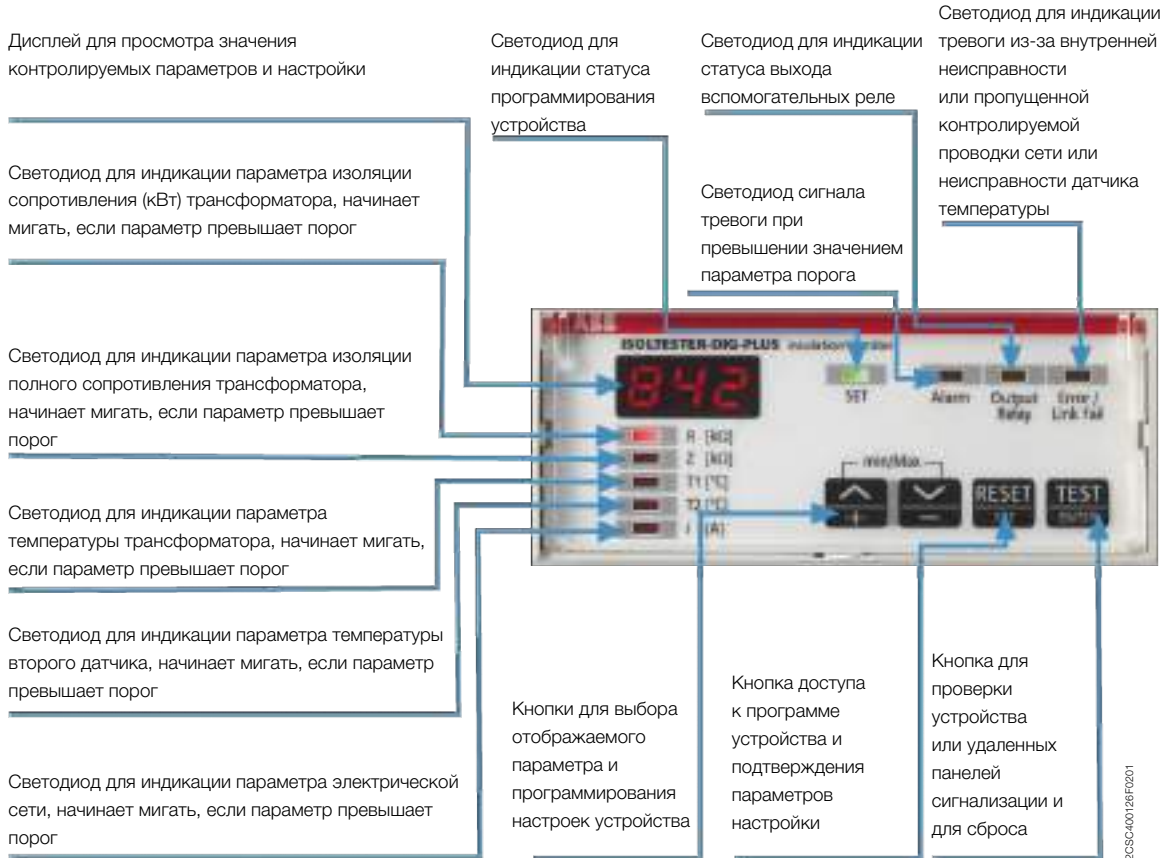 Дисплей для просмотра значения
контролируемых параметров и настройки
Светодиод для
индикации статуса
программирования
устройства
Светодиод для индикации
статуса выхода
вспомогательных реле
Светодиод для индикации
тревоги из-за внутренней
неисправности
или пропущенной
контролируемой
проводки сети или
неисправности датчика
температуры
Светодиод для индикации параметра изоляции
сопротивления (кВт) трансформатора, начинает
мигать, если параметр превышает порог
Светодиод сигнала
тревоги при
превышении значением
параметра порога
Светодиод для индикации параметра изоляции
полного сопротивления трансформатора,
начинает мигать, если параметр превышает
порог
Светодиод для индикации параметра
температуры трансформатора, начинает мигать,
если параметр превышает порог
Светодиод для индикации параметра температуры
второго датчика, начинает мигать, если параметр
превышает порог
Светодиод для индикации параметра электрической
сети, начинает мигать, если параметр превышает
порог
ABB
ISOLTESTER-DIG-PLUS insulation monitor
842
SET
Alarm
Output
Relay
Error /
Link fail
R [kΩ]
Z [kΩ]
T1 [°C]
T2 [°C]
I [A]
min/Max
+
–
RESET
TEST
Кнопки для выбора
отображаемого
параметра и
программирования
настроек устройства
Кнопка доступа
к программе
устройства и
подтверждения
параметров
настройки
Кнопка для
проверки
устройства
или удаленных
панелей
сигнализации и
для сброса
2CSC400126F0201